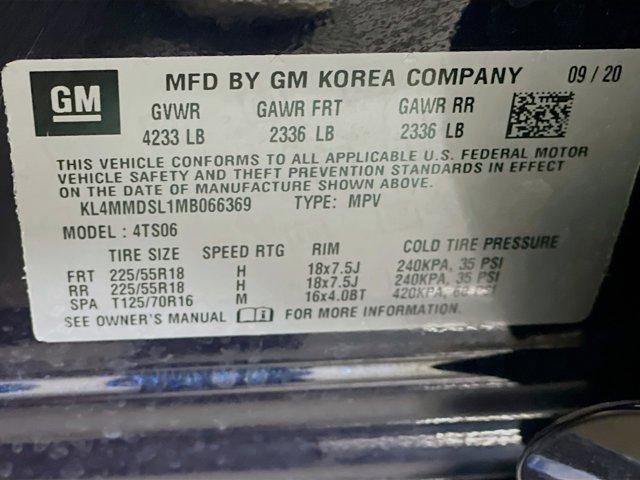 GM
MFD BY GM KOREA COMPANY 09 / 20
GVWR GAWR FRT GAWR RR
4233 LB 2336 LB 2336 LB
THIS VEHICLE CONFORMS TO ALL APPLICABLE U.S. FEDERAL MOTOR
VEHICLE SAFETY AND THEFT PREVENTION STANDARDS IN EFFECT
ON THE DATE OF MANUFACTURE SHOWN ABOVE.
KL4MMDSL1MB066369 TYPE: MPV
MODEL : 4TS06
TIRE SIZE SPEED RTG RIM COLD TIRE PRESSURE
FRT 225/55R18 H 18x7.5J 240KPA, 35 PSI
RR 225/55R18 H 18x7.5J 240KPA, 35 PSI
SPA T125/70R16 M 16x4.0BT 420KPA, PSI
SEE OWNER'S MANUAL FOR MORE INFORMATION.